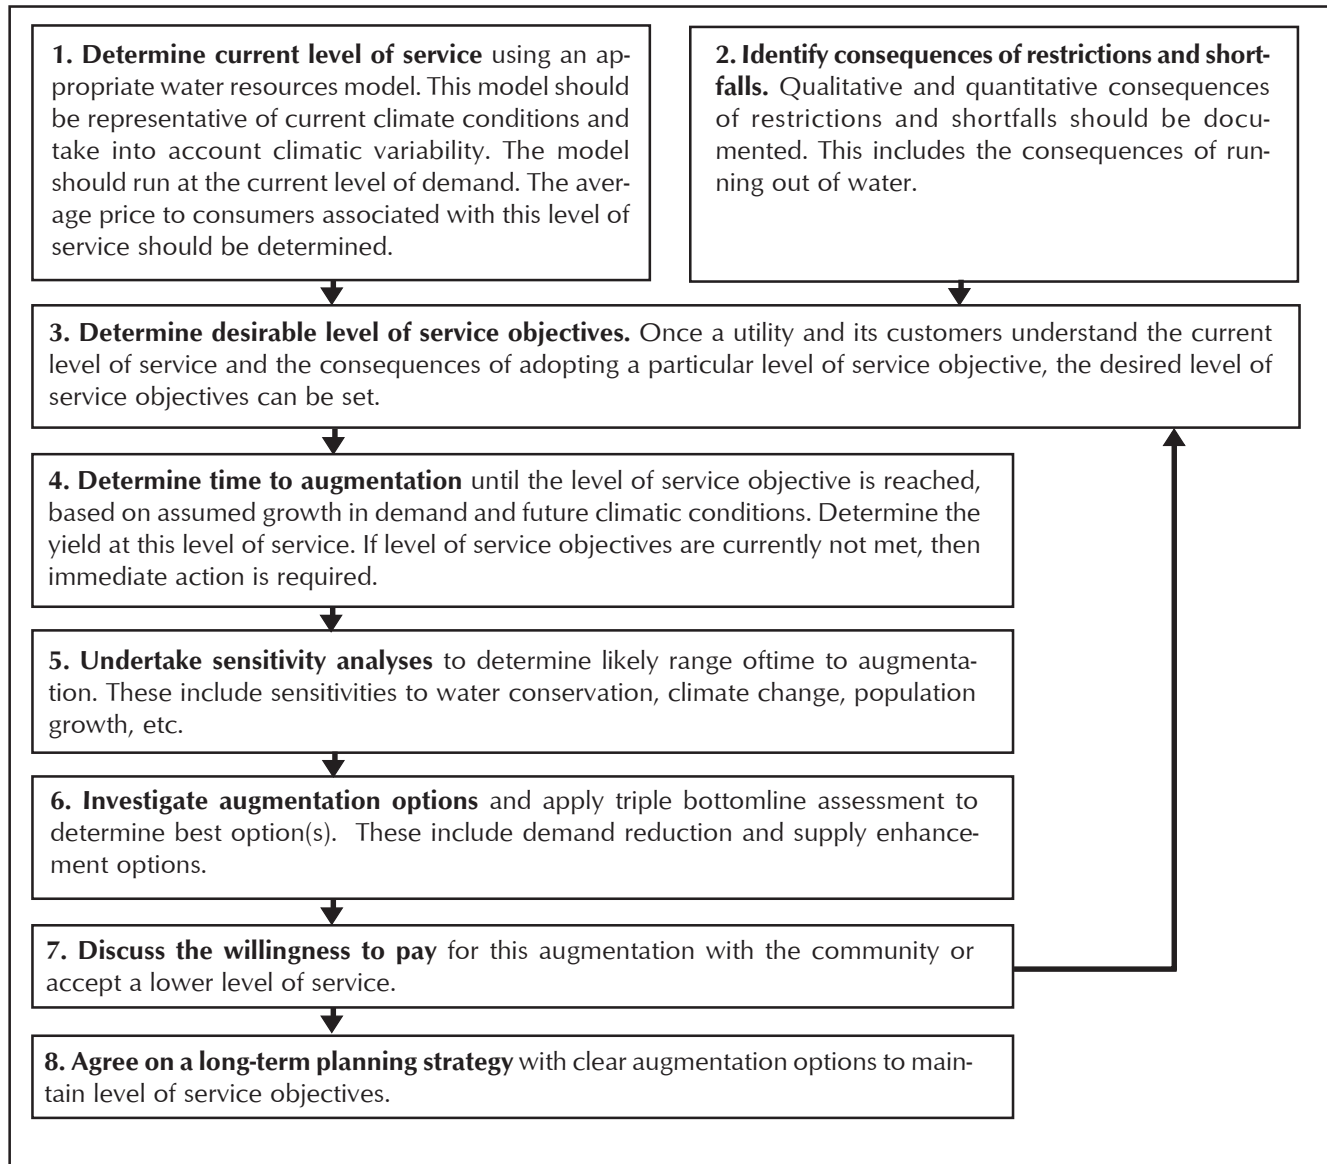 1. Determine current level of service using an ap-
propriate water resources model. This model should
be representative of current climate conditions and
take into account climatic variability. The model
should run at the current level of demand. The aver-
age price to consumers associated with this level of
service should be determined.
2. Identify consequences of restrictions and short-
falls. Qualitative and quantitative consequences
of restrictions and shortfalls should be docu-
mented. This includes the consequences of run-
ning out of water.
3. Determine desirable level of service objectives. Once a utility and its customers understand the current
level of service and the consequences of adopting a particular level of service objective, the desired level of
service objectives can be set.
4. Determine time to augmentation until the level of service objective is reached,
based on assumed growth in demand and future climatic conditions. Determine the
yield at this level of service. If level of service objectives are currently not met, then
immediate action is required.
5. Undertake sensitivity analyses to determine likely range oftime to augmenta-
tion. These include sensitivities to water conservation, climate change, population
growth, etc.
6. Investigate augmentation options and apply triple bottomline assessment to
determine best option(s). These include demand reduction and supply enhance-
ment options.
7. Discuss the willingness to pay for this augmentation with the community or
accept a lower level of service.
8. Agree on a long-term planning strategy with clear augmentation options to main-
tain level of service objectives.